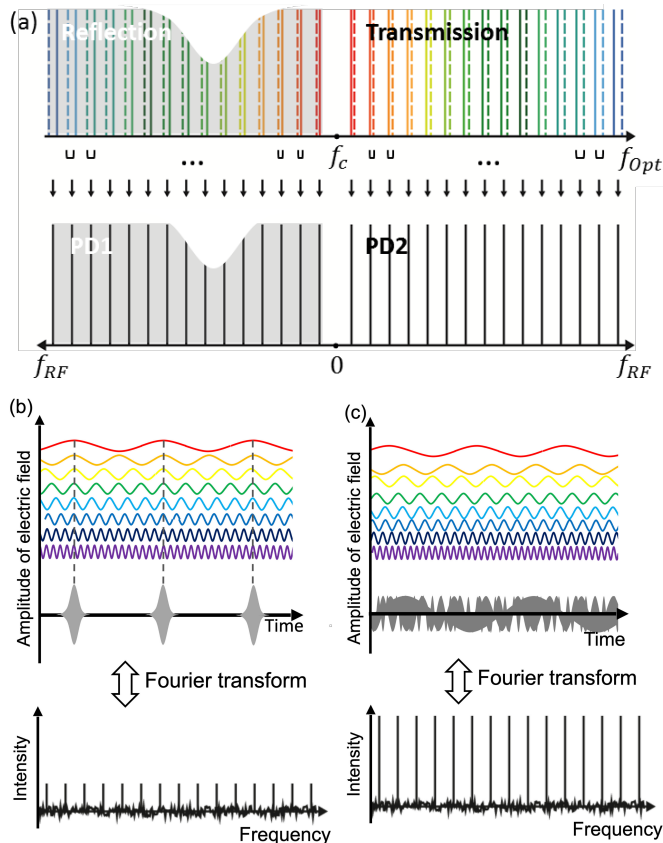 (a)
Reflection
Transmission
...
...
f_c
f_Opt
PD1
PD2
f_RF
0
f_RF
(b)
(c)
Amplitude of electric field
Time
Amplitude of electric field
Time
Fourier transform
Fourier transform
Intensity
Frequency
Intensity
Frequency